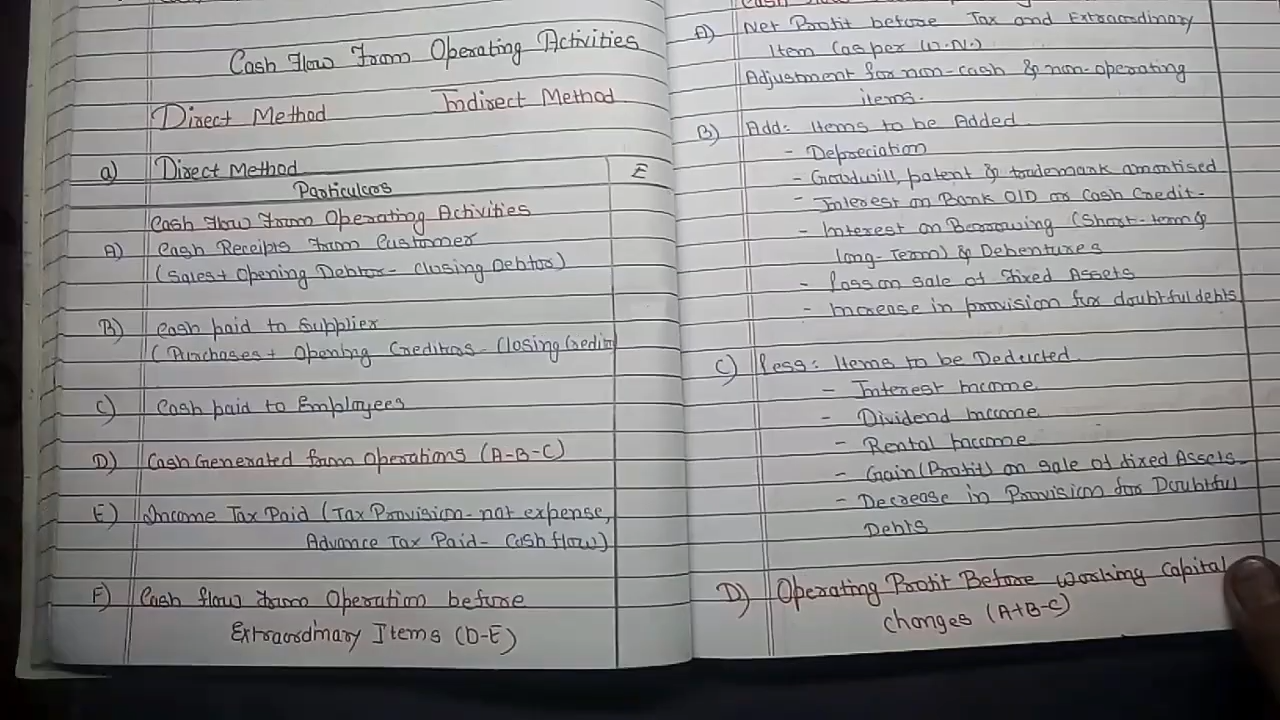 Cash Flow From Operating Activities
Direct Method Indirect Method
a) Direct Method
Particulars ₹
Cash Flow From Operating Activities
A) Cash Receipts From Customer
(Sales + Opening Debtor - Closing Debtor)
B) Cash paid to Supplier
(Purchases + Opening Creditors - Closing Credito
C) Cash paid to Employees
D) Cash Generated from Operations (A-B-C)
E) Income Tax Paid (Tax Provision - not expense,
Advance Tax Paid - Cash flow)
F) Cash flow From Operation before
Extraordinary Items (D-E)
A) Net Profit before Tax and Extraordinary
Item (as per W.N.)
Adjustment for non-cash & non-operating
items.
B) Add: Items to be Added
- Depreciation
- Goodwill, patent & trademark amortised
- Interest on Bank O/D or Cash Credit-
- Interest on Borrowing (Short-term &
long-Term) & Debentures
- Loss on sale of Fixed Assets
- Increase in provision for doubtful debts
C) Less: Items to be Deducted
- Interest Income
- Dividend Income
- Rental Income
- Gain (Profit) on sale of fixed Assets
- Decrease in Provision for Doubtful
Debts
D) Operating Profit Before working Capital
changes (A+B-C)